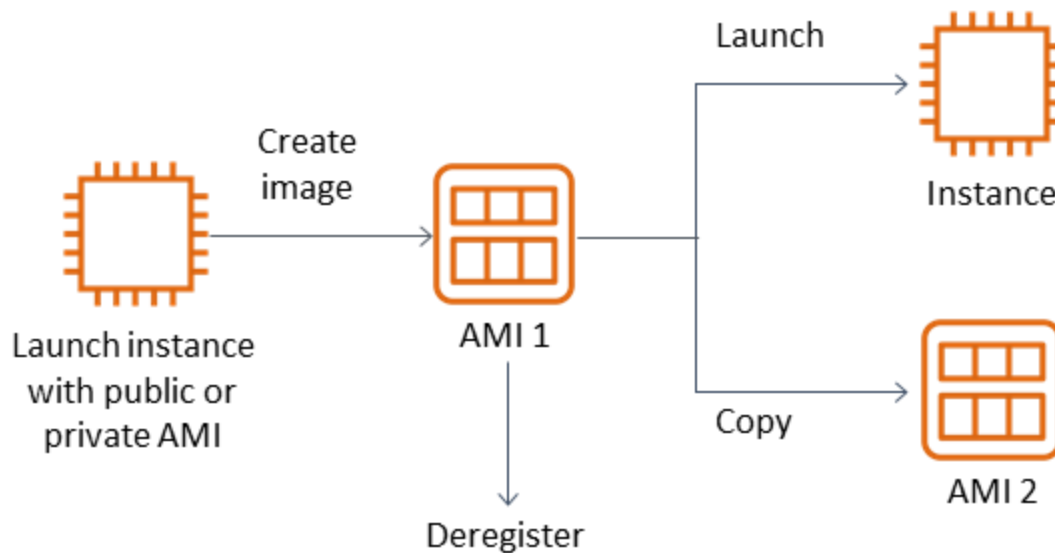 Launch
Create
image
Instance
AMI 1
Launch instance
with public or
private AMI
Copy
AMI 2
Deregister